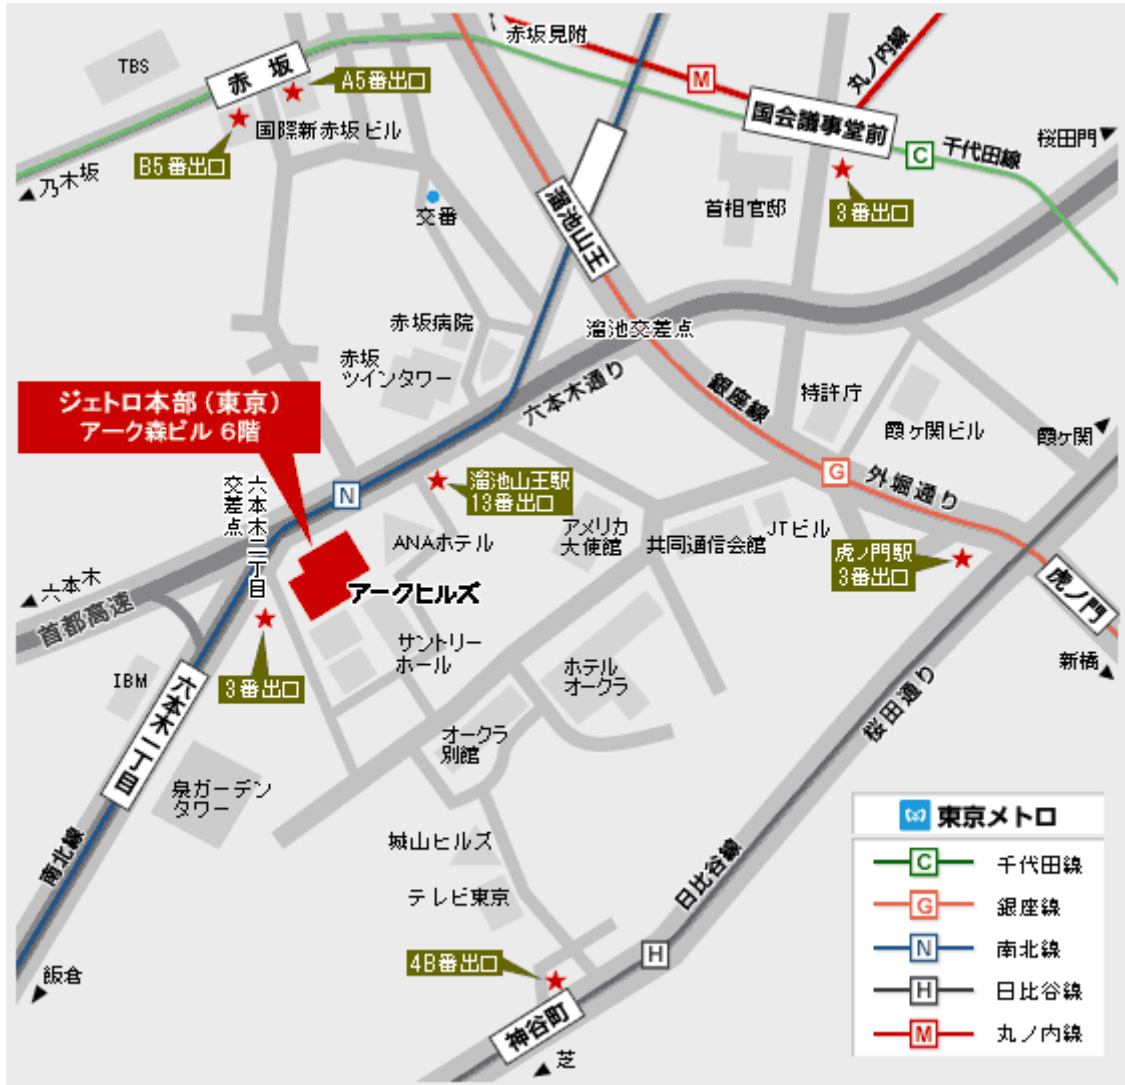 赤坂見附
丸ノ内線
TBS
赤 坂
A5番出口
M
国会議事堂前
桜田門
国際新赤坂ビル
C
千代田線
B5番出口
乃木坂
首相官邸
3番出口
交番
溜池山王
赤坂病院
溜池交差点
赤坂
ツインタワー
六本木通り
銀座線
特許庁
ジェトロ本部（東京）
アーク森ビル 6階
霞ヶ関ビル
霞ヶ関
六本木一丁目
交差点
N
溜池山王駅
13番出口
G
外堀通り
ANAホテル
アメリカ
大使館
共同通信会館
JTビル
虎ノ門駅
3番出口
六本木
首都高速
アークヒルズ
虎ノ門
サントリー
ホール
新橋
IBM
3番出口
ホテル
オークラ
六本木一丁目
桜田通り
オークラ
別館
泉ガーデン
タワー
城山ヒルズ
南北線
日比谷線
テレビ東京
4B番出口
H
飯倉
神谷町
芝
東京メトロ
C 千代田線
G 銀座線
N 南北線
H 日比谷線
M 丸ノ内線